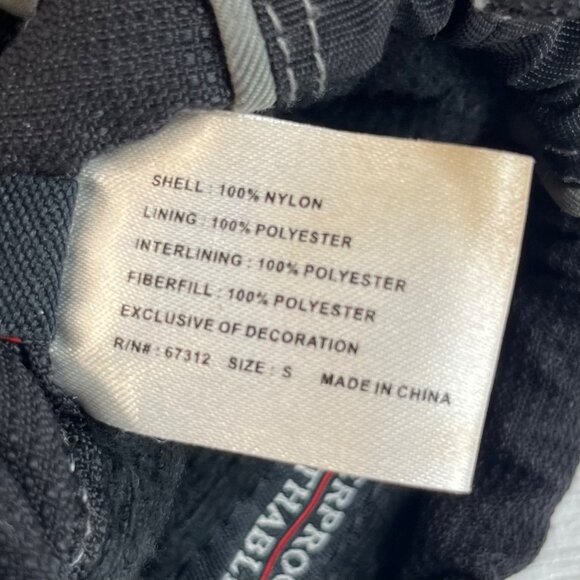 SHELL : 100% NYLON
LINING : 100% POLYESTER
INTERLINING : 100% POLYESTER
FIBERFILL : 100% POLYESTER
EXCLUSIVE OF DECORATION
R/N# : 67312 SIZE : S MADE IN CHINA